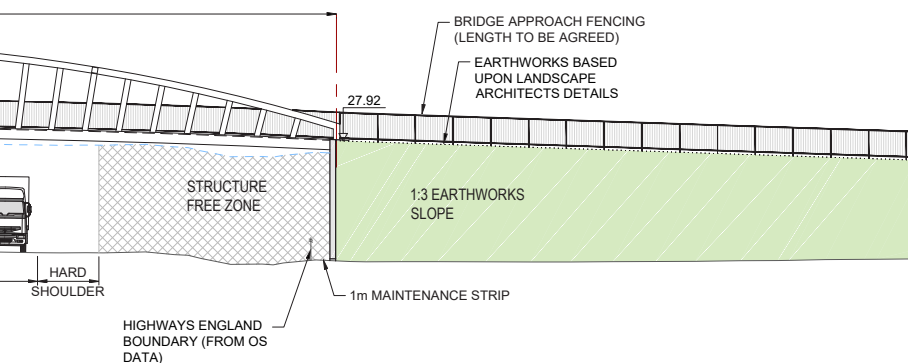 BRIDGE APPROACH FENCING
(LENGTH TO BE AGREED)
EARTHWORKS BASED
UPON LANDSCAPE
ARCHITECTS DETAILS
27.92
STRUCTURE
FREE ZONE
1:3 EARTHWORKS
SLOPE
HARD
SHOULDER
1m MAINTENANCE STRIP
HIGHWAYS ENGLAND
BOUNDARY (FROM OS
DATA)